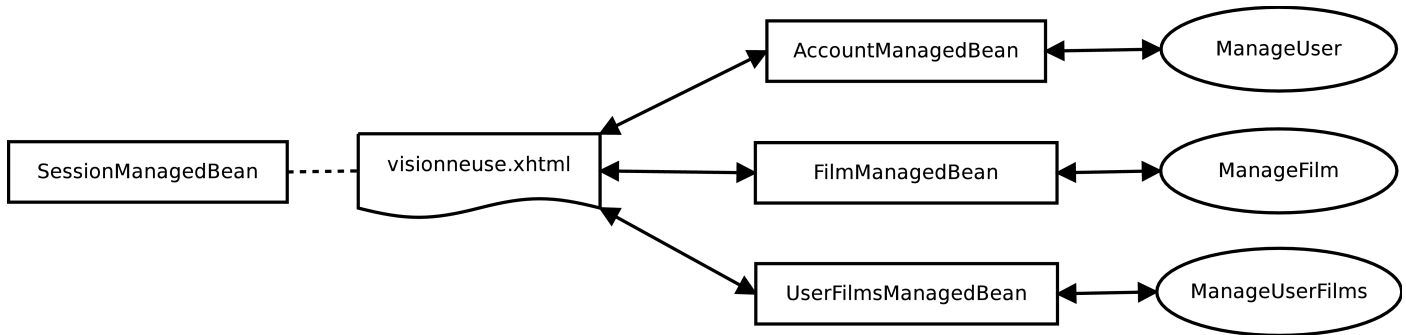 SessionManagedBean
visionneuse.xhtml
AccountManagedBean
ManageUser
FilmManagedBean
ManageFilm
UserFilmsManagedBean
ManageUserFilms